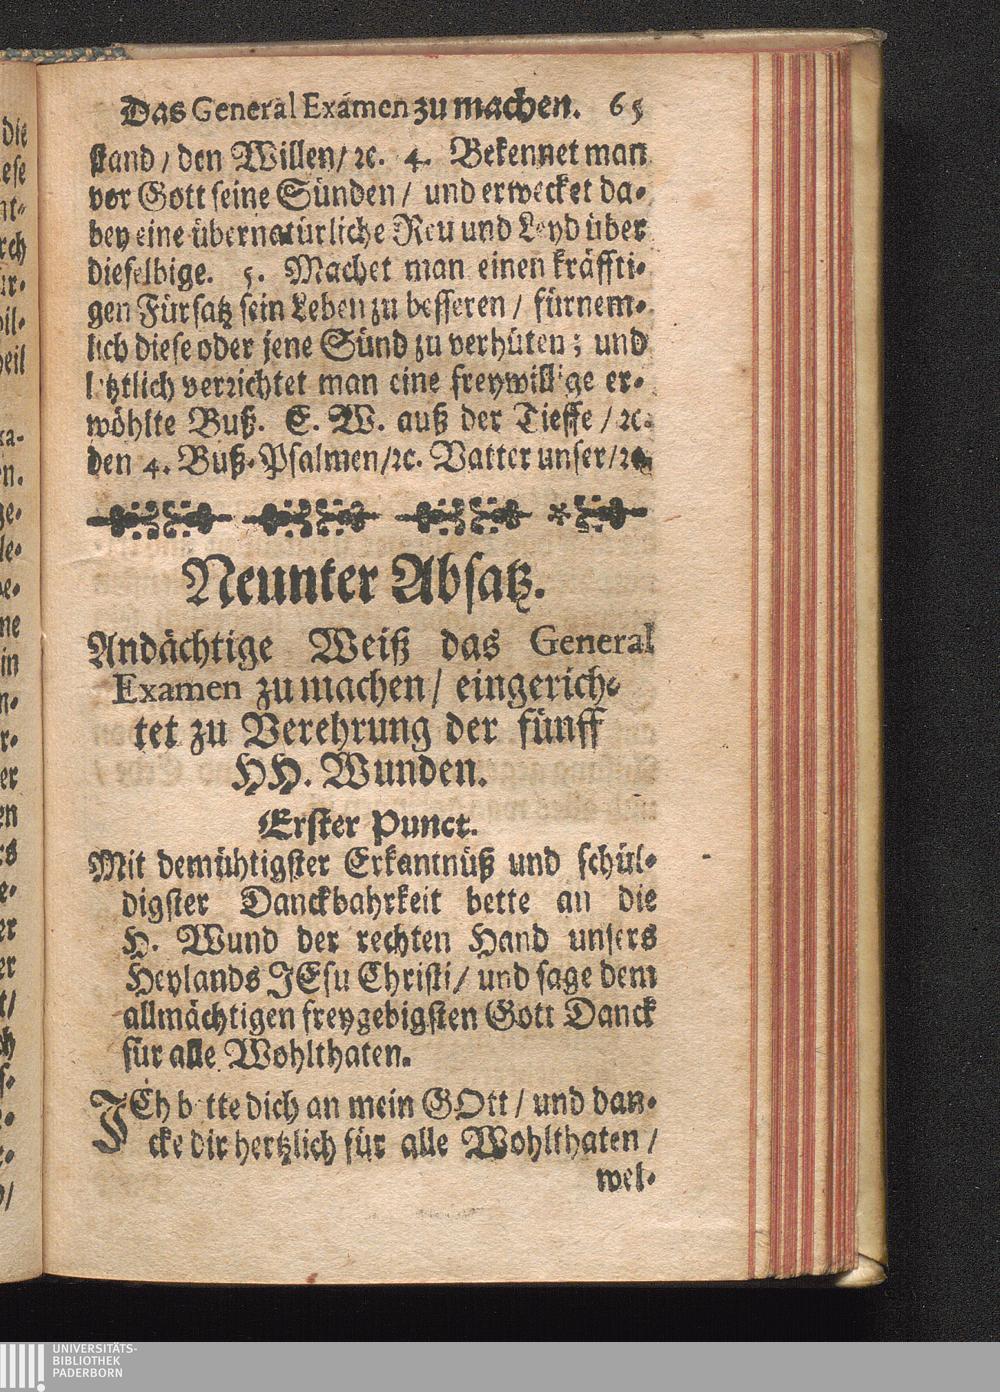 Das General Examen zu machen. 65
stand / den Willen / ꝛc. 4. Bekennet man
vor Gott seine Sünden / und erwecket da-
bey eine übernatürliche Reu und Leyd über
dieselbige. 5. Machet man einen kräffti-
gen Fürsatz sein Leben zu besseren / fürnem-
lich diese oder jene Sünd zu verhüten; und
letztlich verrichtet man eine freywillige er-
wöhlte Buß. E. W. auß der Tieffe / ꝛc.
den 4. Buß-Psalmen / ꝛc. Vatter unser / ꝛc.
Neunter Absatz.
Andächtige Weiß das General
Examen zu machen / eingerich-
tet zu Verehrung der fünff
HH. Wunden.
Erster Punct.
Mit demühtigster Erkantnüß und schül-
digster Danckbahrkeit bette an die
H. Wund der rechten Hand unsers
Heylands JEsu Christi / und sage dem
allmächtigen freygebigsten Gott Danck
für alle Wohlthaten.
JCh bette dich an mein GOtt / und dan-
cke dir hertzlich für alle Wohlthaten /
wel-
UNIVERSITÄTS-
BIBLIOTHEK
PADERBORN